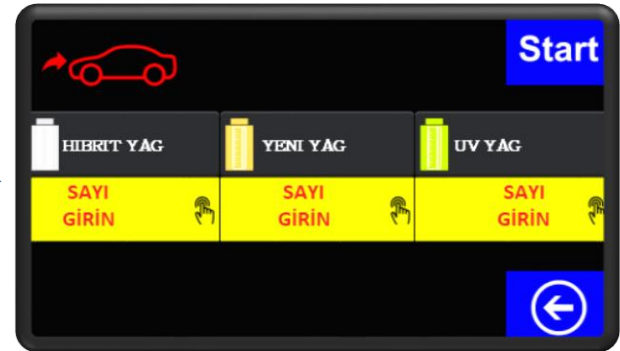 Start
HIBRIT YAG
YENI YAG
UV YAG
SAYI
GİRİN
SAYI
GİRİN
SAYI
GİRİN